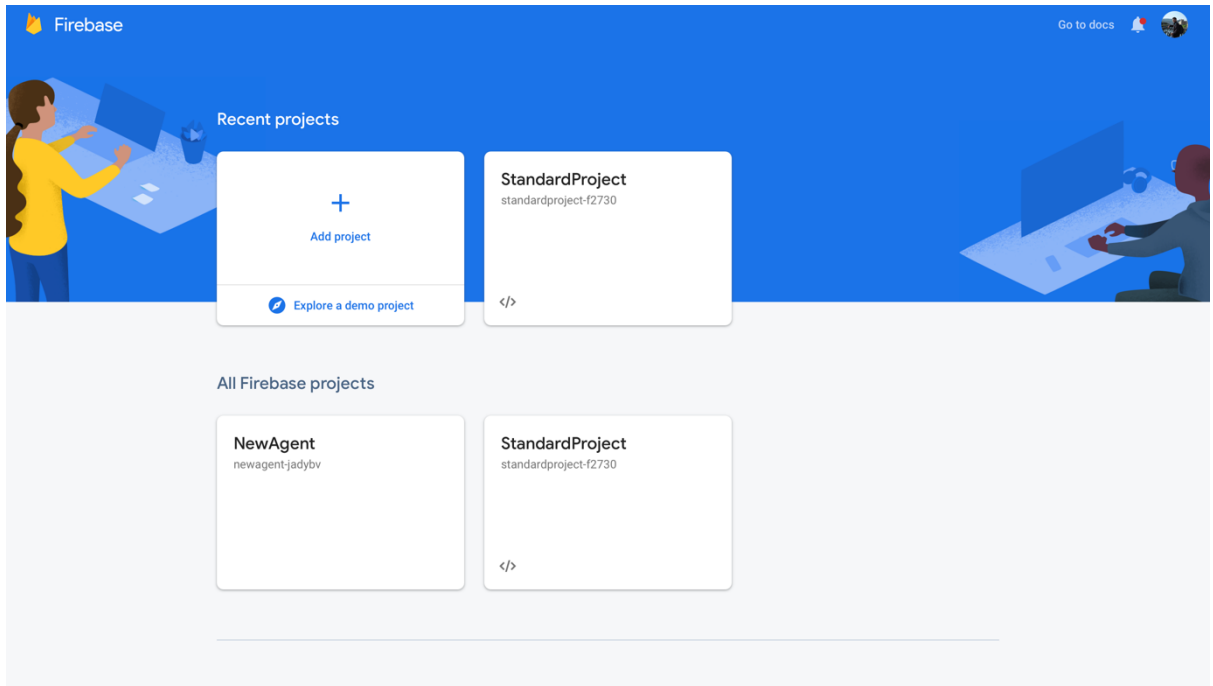 Firebase
Go to docs
Recent projects
Add project
Explore a demo project
StandardProject
standardproject-f2730
</>
All Firebase projects
NewAgent
newagent-jadybv
StandardProject
standardproject-f2730
</>